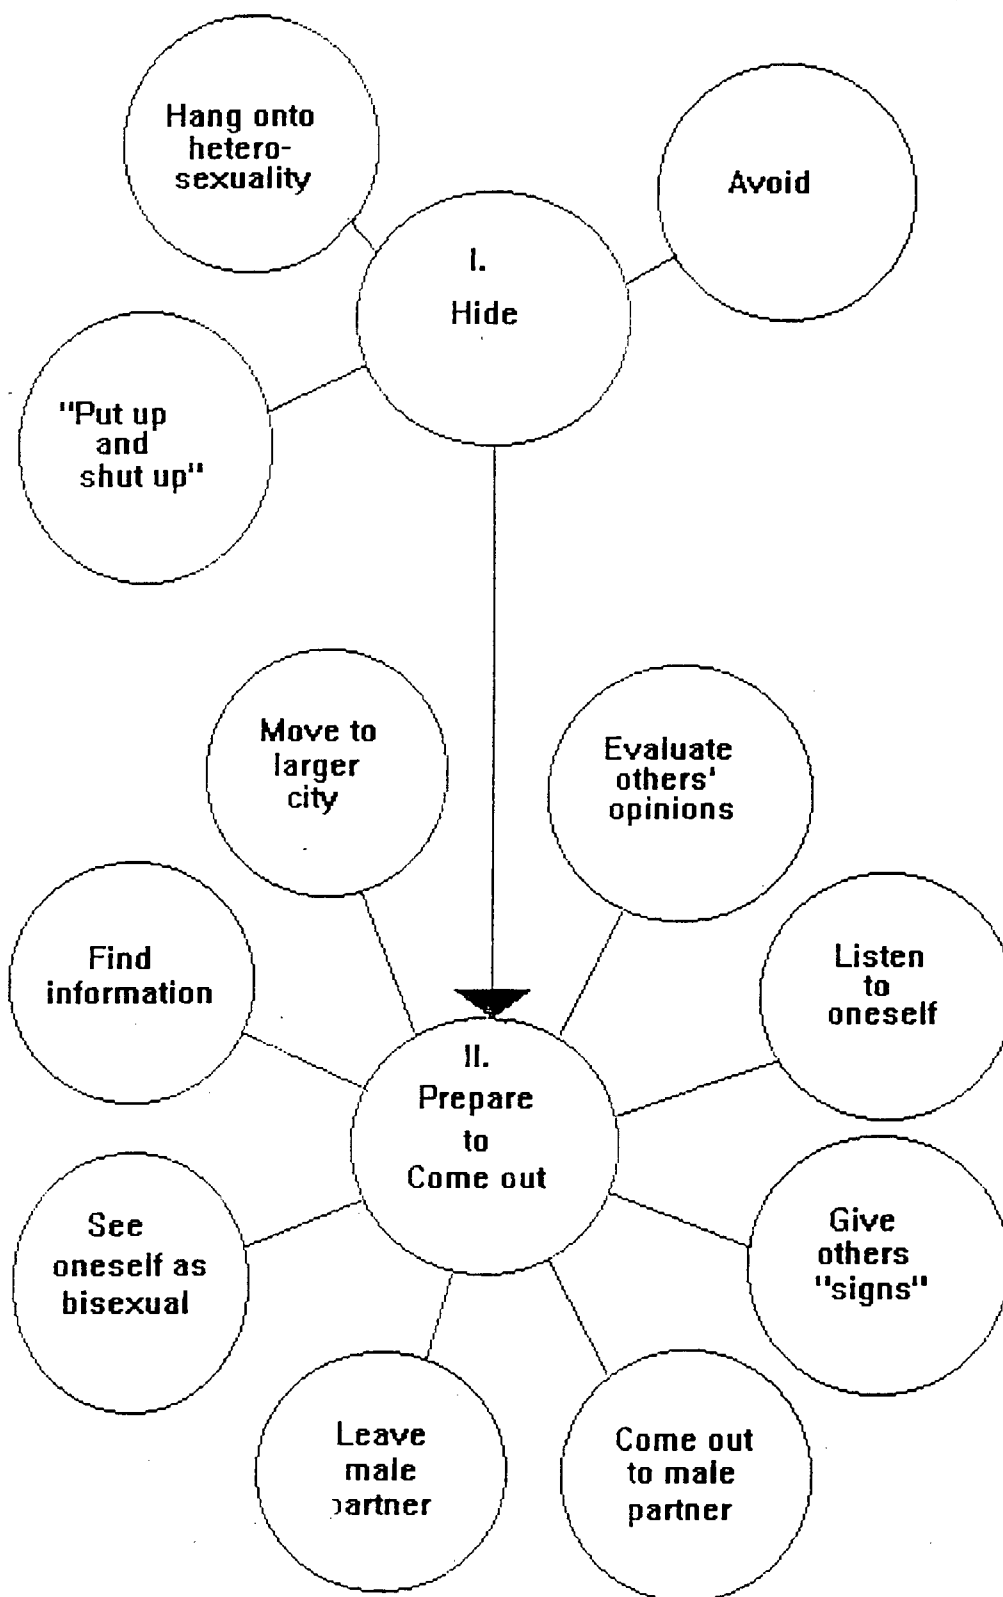 Hang onto
hetero-
sexuality
Avoid
I.
Hide
"Put up
and
shut up"
Move to
larger
city
Evaluate
others'
opinions
Find
information
Listen
to
oneself
II.
Prepare
to
Come out
See
oneself as
bisexual
Give
others
"signs"
Leave
male
partner
Come out
to male
partner